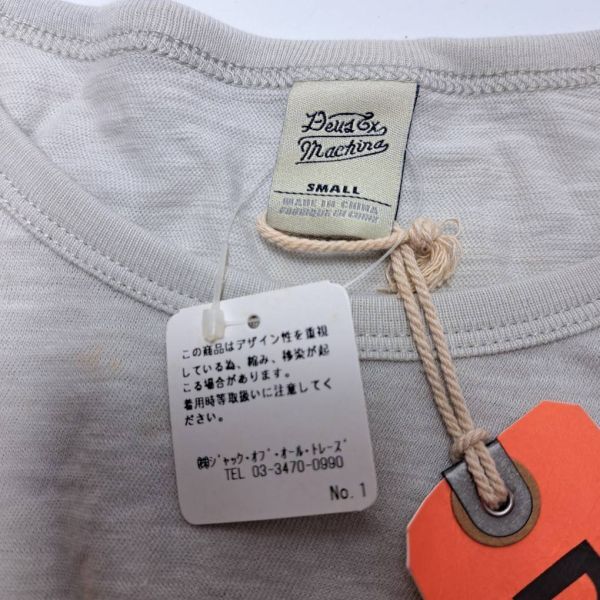 Deus Ex
Machina
SMALL
MADE IN CHINA
FABRIQUE EN CHINE
この商品はデザイン性を重視
している為、縮み、移染が起
こる場合があります。
着用時等取扱いに注意してく
ださい。
㈱ジャック・オブ・オール・トレーズ
TEL 03-3470-0990
No. 1